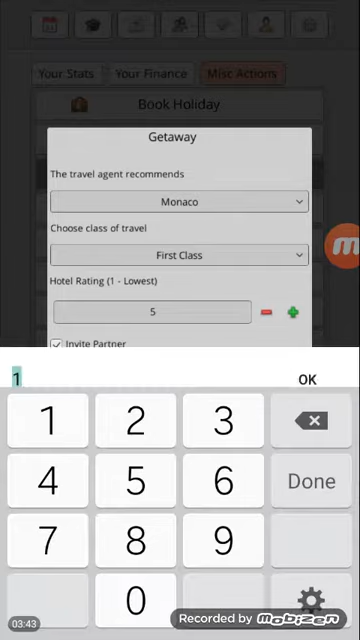 Your Stats Your Finance Misc Actions
Book Holiday
Getaway
The travel agent recommends
Monaco
Choose class of travel
First Class
Hotel Rating (1 - Lowest)
5
Invite Partner
1 OK
1 2 3
4 5 6 Done
7 8 9
0
03:43 Recorded by mobizen